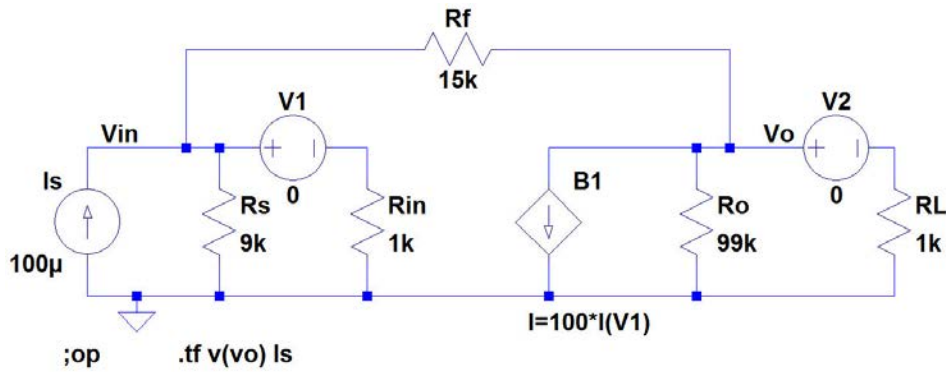 Rf
15k
V1
V2
Vin
Vo
Is
B1
0
0
Rs
Rin
Ro
RL
9k
1k
99k
1k
100µ
I=100*I(V1)
;op
.tf v(vo) Is